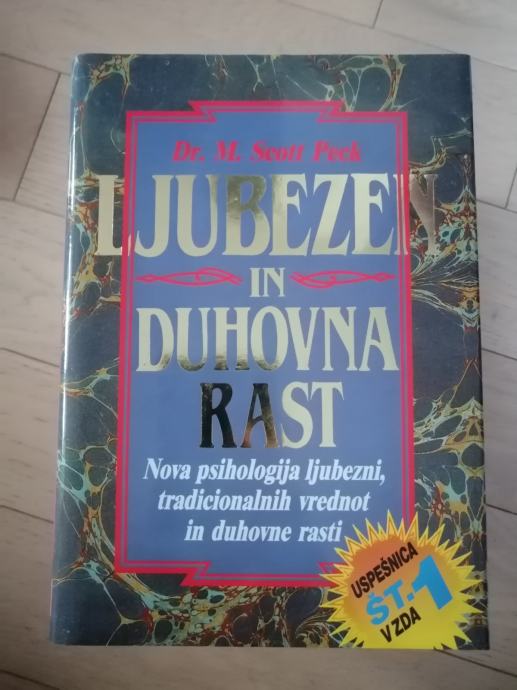 Dr. M. Scott Peck
LJUBEZEN
IN
DUHOVNA
RAST
Nova psihologija ljubezni,
tradicionalnih vrednot
in duhovne rasti
USPEŠNICA
ŠT. 1
V ZDA